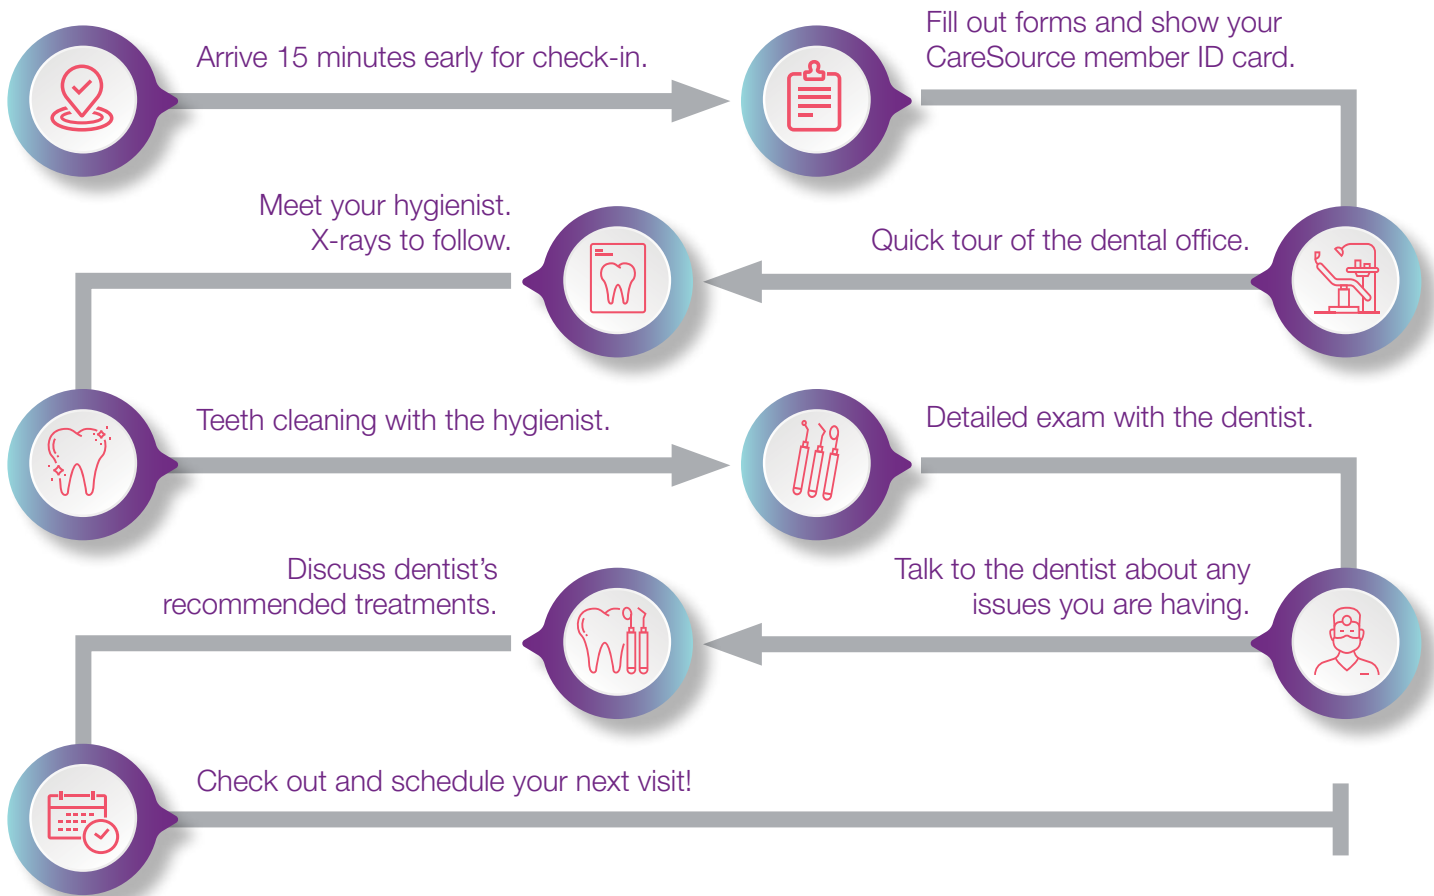 Arrive 15 minutes early for check-in.
Fill out forms and show your
CareSource member ID card.
Quick tour of the dental office.
Meet your hygienist.
X-rays to follow.
Teeth cleaning with the hygienist.
Detailed exam with the dentist.
Talk to the dentist about any
issues you are having.
Discuss dentist’s
recommended treatments.
Check out and schedule your next visit!